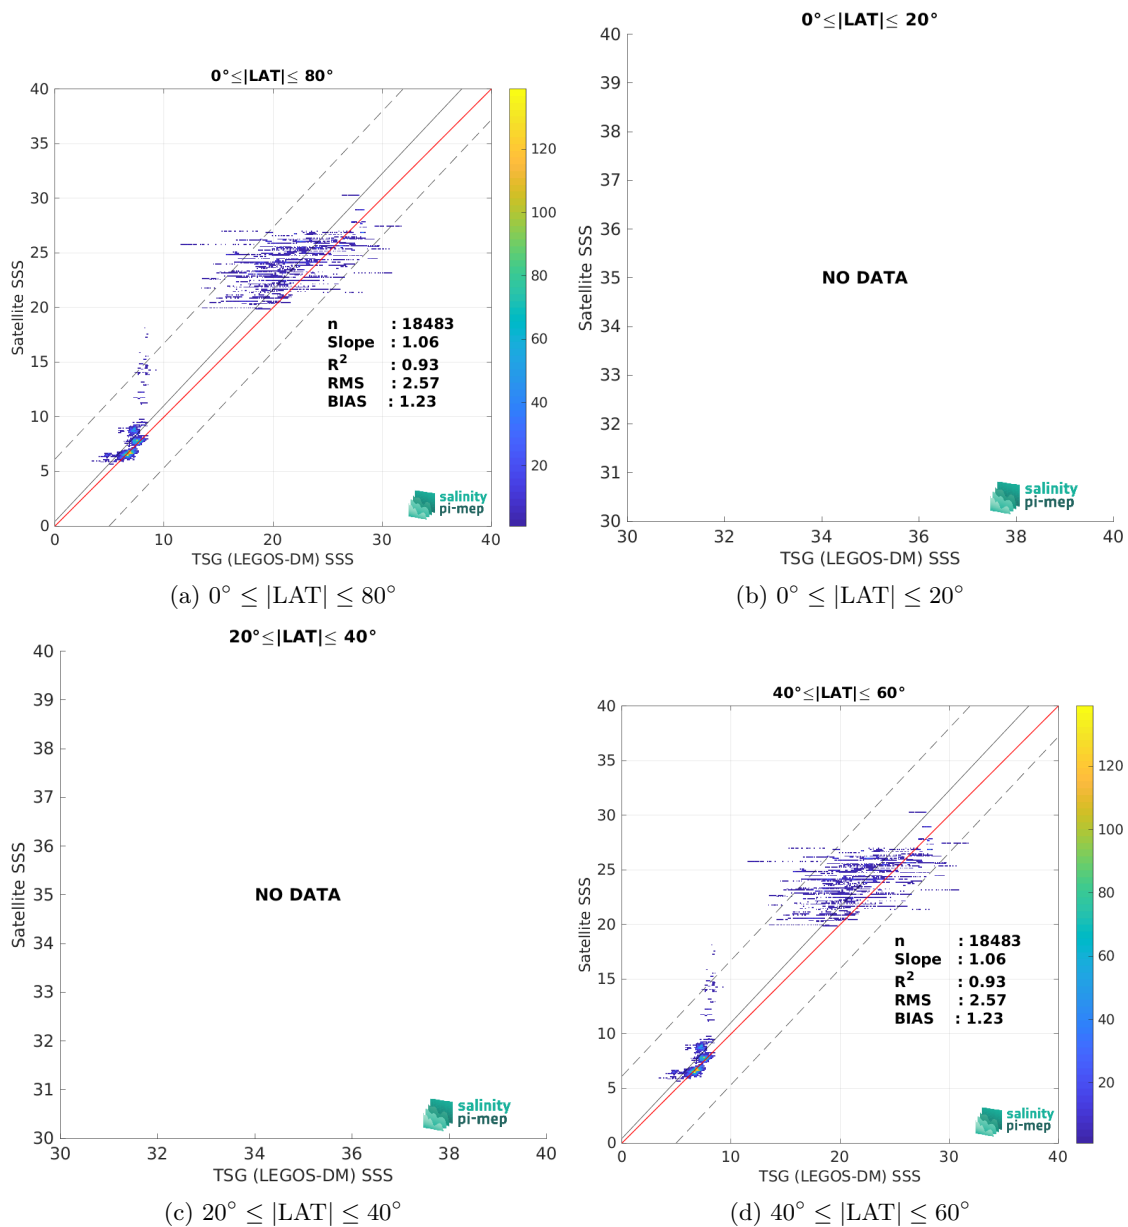 0°≤|LAT|≤ 80°
40
35
30
25
20
15
10
5
0
0
10
20
30
40
Satellite SSS
TSG (LEGOS-DM) SSS
n : 18483
Slope : 1.06
R² : 0.93
RMS : 2.57
BIAS : 1.23
salinity
pi-mep
120
100
80
60
40
20
(a) 0° ≤ |LAT| ≤ 80°
0°≤|LAT|≤ 20°
40
39
38
37
36
35
34
33
32
31
30
30
32
34
36
38
40
Satellite SSS
TSG (LEGOS-DM) SSS
NO DATA
salinity
pi-mep
(b) 0° ≤ |LAT| ≤ 20°
20°≤|LAT|≤ 40°
40
39
38
37
36
35
34
33
32
31
30
30
32
34
36
38
40
Satellite SSS
TSG (LEGOS-DM) SSS
NO DATA
salinity
pi-mep
(c) 20° ≤ |LAT| ≤ 40°
40°≤|LAT|≤ 60°
40
35
30
25
20
15
10
5
0
0
10
20
30
40
Satellite SSS
TSG (LEGOS-DM) SSS
n : 18483
Slope : 1.06
R² : 0.93
RMS : 2.57
BIAS : 1.23
salinity
pi-mep
120
100
80
60
40
20
(d) 40° ≤ |LAT| ≤ 60°